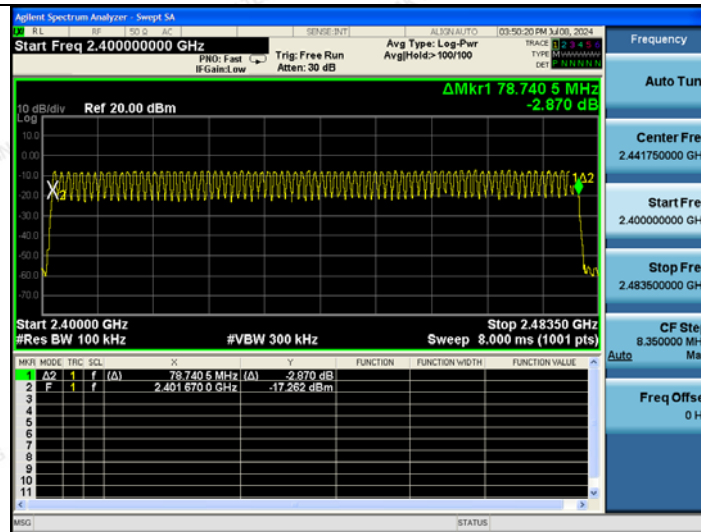 Agilent Spectrum Analyzer - Swept SA
RL RF 50 Ω AC SENSE:INT ALIGN AUTO 03:50:20 PM Jul 08, 2024
Start Freq 2.400000000 GHz
PNO: Fast
IFGain:Low
Trig: Free Run
Atten: 30 dB
Avg Type: Log-Pwr
Avg|Hold:>100/100
TRACE 1 2 3 4 5 6
TYPE
DET P N N N N N
ΔMkr1 78.740 5 MHz
-2.870 dB
10 dB/div Ref 20.00 dBm
Log
10.0
0.00
-10.0
-20.0
-30.0
-40.0
-50.0
-60.0
-70.0
X2
1Δ2
Start 2.40000 GHz Stop 2.48350 GHz
#Res BW 100 kHz #VBW 300 kHz Sweep 8.000 ms (1001 pts)
MKR MODE TRC SCL X Y FUNCTION FUNCTION WIDTH FUNCTION VALUE
1 Δ2 1 f (Δ) 78.740 5 MHz (Δ) -2.870 dB
2 F 1 f 2.401 670 0 GHz -17.262 dBm
3
4
5
6
7
8
9
10
11
MSG STATUS
Frequency
Auto Tun
Center Fre
2.441750000 GH
Start Fre
2.400000000 GH
Stop Fre
2.483500000 GH
CF Ste
8.350000 MH
Auto Ma
Freq Offse
0 H